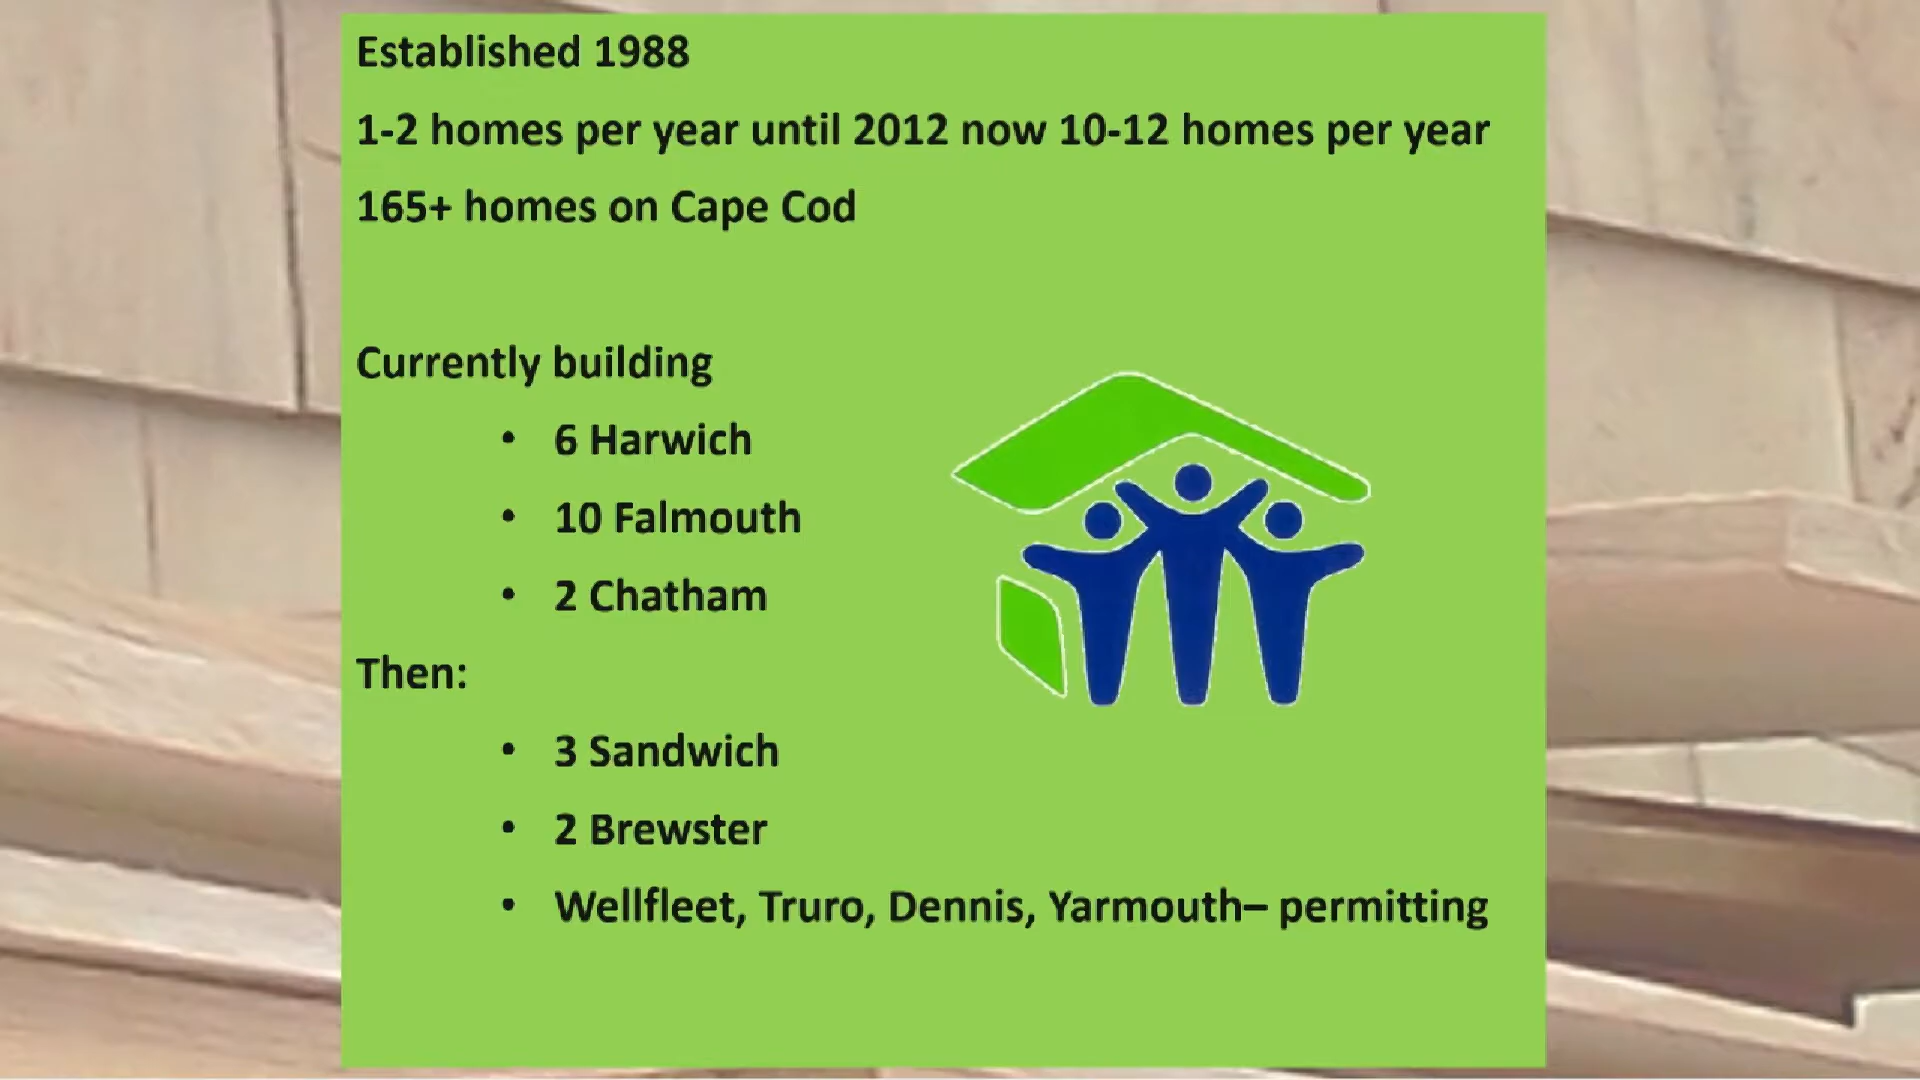 Established 1988
1-2 homes per year until 2012 now 10-12 homes per year
165+ homes on Cape Cod
Currently building
• 6 Harwich
• 10 Falmouth
• 2 Chatham
Then:
• 3 Sandwich
• 2 Brewster
• Wellfleet, Truro, Dennis, Yarmouth– permitting